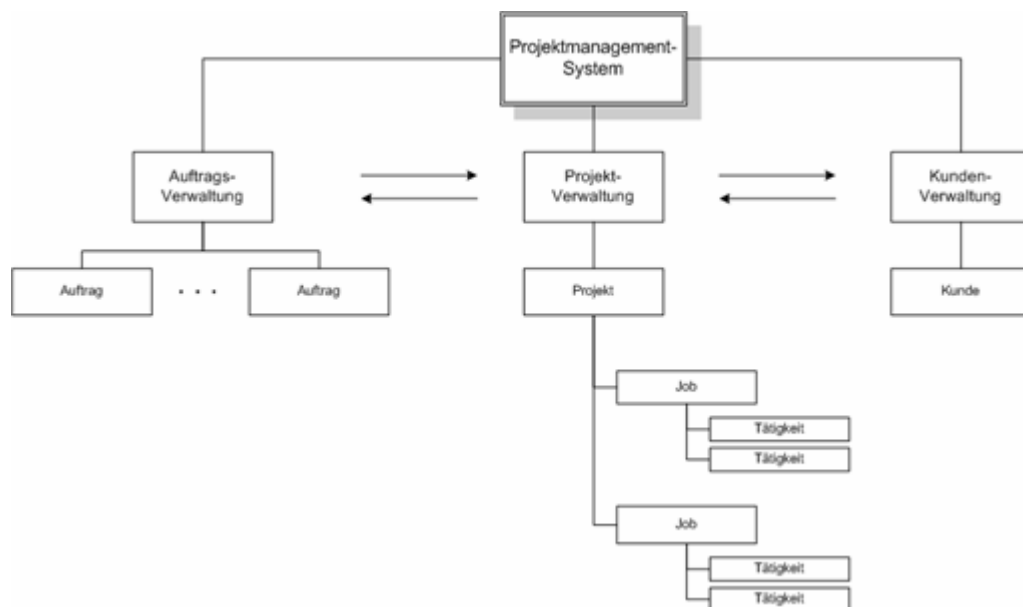 Projektmanagement-
System
Auftrags-
Verwaltung
Projekt-
Verwaltung
Kunden-
Verwaltung
Auftrag
. . .
Auftrag
Projekt
Kunde
Job
Tätigkeit
Tätigkeit
Job
Tätigkeit
Tätigkeit